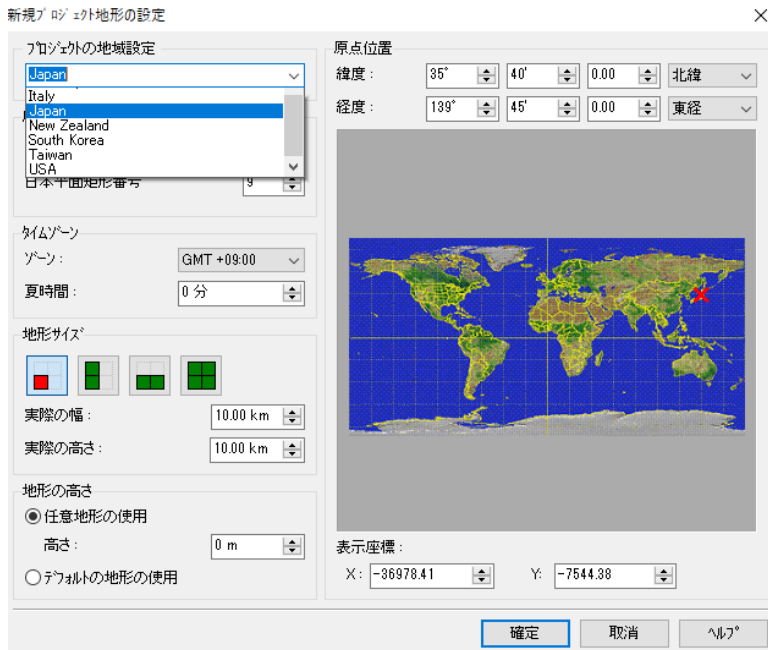 新規ﾌﾟﾛｼﾞｪｸﾄ地形の設定
ﾌﾟﾛｼﾞｪｸﾄの地域設定
Japan
Italy
Japan
New Zealand
South Korea
Taiwan
USA
日本平面矩形番号 9
ﾀｲﾑｿﾞｰﾝ
ｿﾞｰﾝ : GMT +09:00
夏時間 : 0 分
地形ｻｲｽﾞ
実際の幅 : 10.00 km
実際の高さ : 10.00 km
地形の高さ
任意地形の使用
高さ : 0 m
ﾃﾞﾌｫﾙﾄの地形の使用
原点位置
緯度 : 35° 40' 0.00 北緯
経度 : 139° 45' 0.00 東経
表示座標 :
X : -36978.41 Y: -7544.38
確定 取消 ﾍﾙﾌﾟ